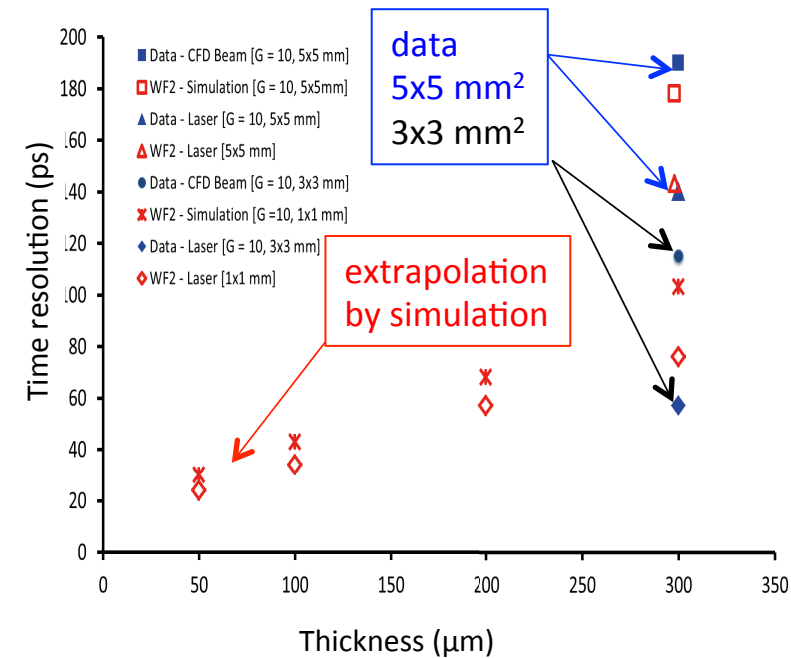 200
180
160
140
120
100
80
60
40
20
0
Time resolution (ps)
Data - CFD Beam [G = 10, 5x5 mm]
WF2 - Simulation [G = 10, 5x5mm]
Data - Laser [G = 10, 5x5 mm]
WF2 - Laser [5x5 mm]
Data - CFD Beam [G = 10, 3x3 mm]
WF2 - Simulation [G =10, 1x1 mm]
Data - Laser [G = 10, 3x3 mm]
WF2 - Laser [1x1 mm]
data
5x5 mm²
3x3 mm²
extrapolation
by simulation
0 50 100 150 200 250 300 350
Thickness (μm)